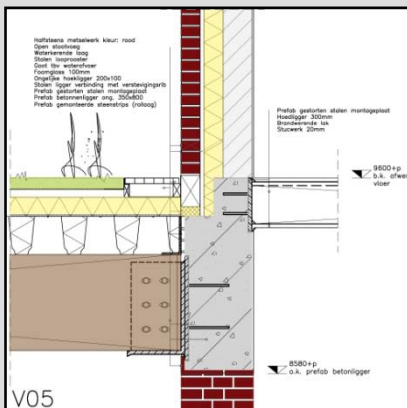 Halfsteens metselwerk kleur: rood
Open stootvoeg
Waterkerende laag
Stalen looprooster
Goot tbv waterafvoer
Foamglass 100mm
Ongelijke hoekligger 200x100
Stalen ligger verbinding met verstevigingsrib
Prefab gestorten stalen montageplaat
Prefab betonnenligger ong. 350x800
Prefab gemonteerde steenstrips (rollaag)
Prefab gestorten stalen montageplaat
Hoedligger 300mm
Brandwerende lak
Stucwerk 20mm
9600+p
b.k. afwe
vloer
8580+p
o.k. prefab betonligger
V05